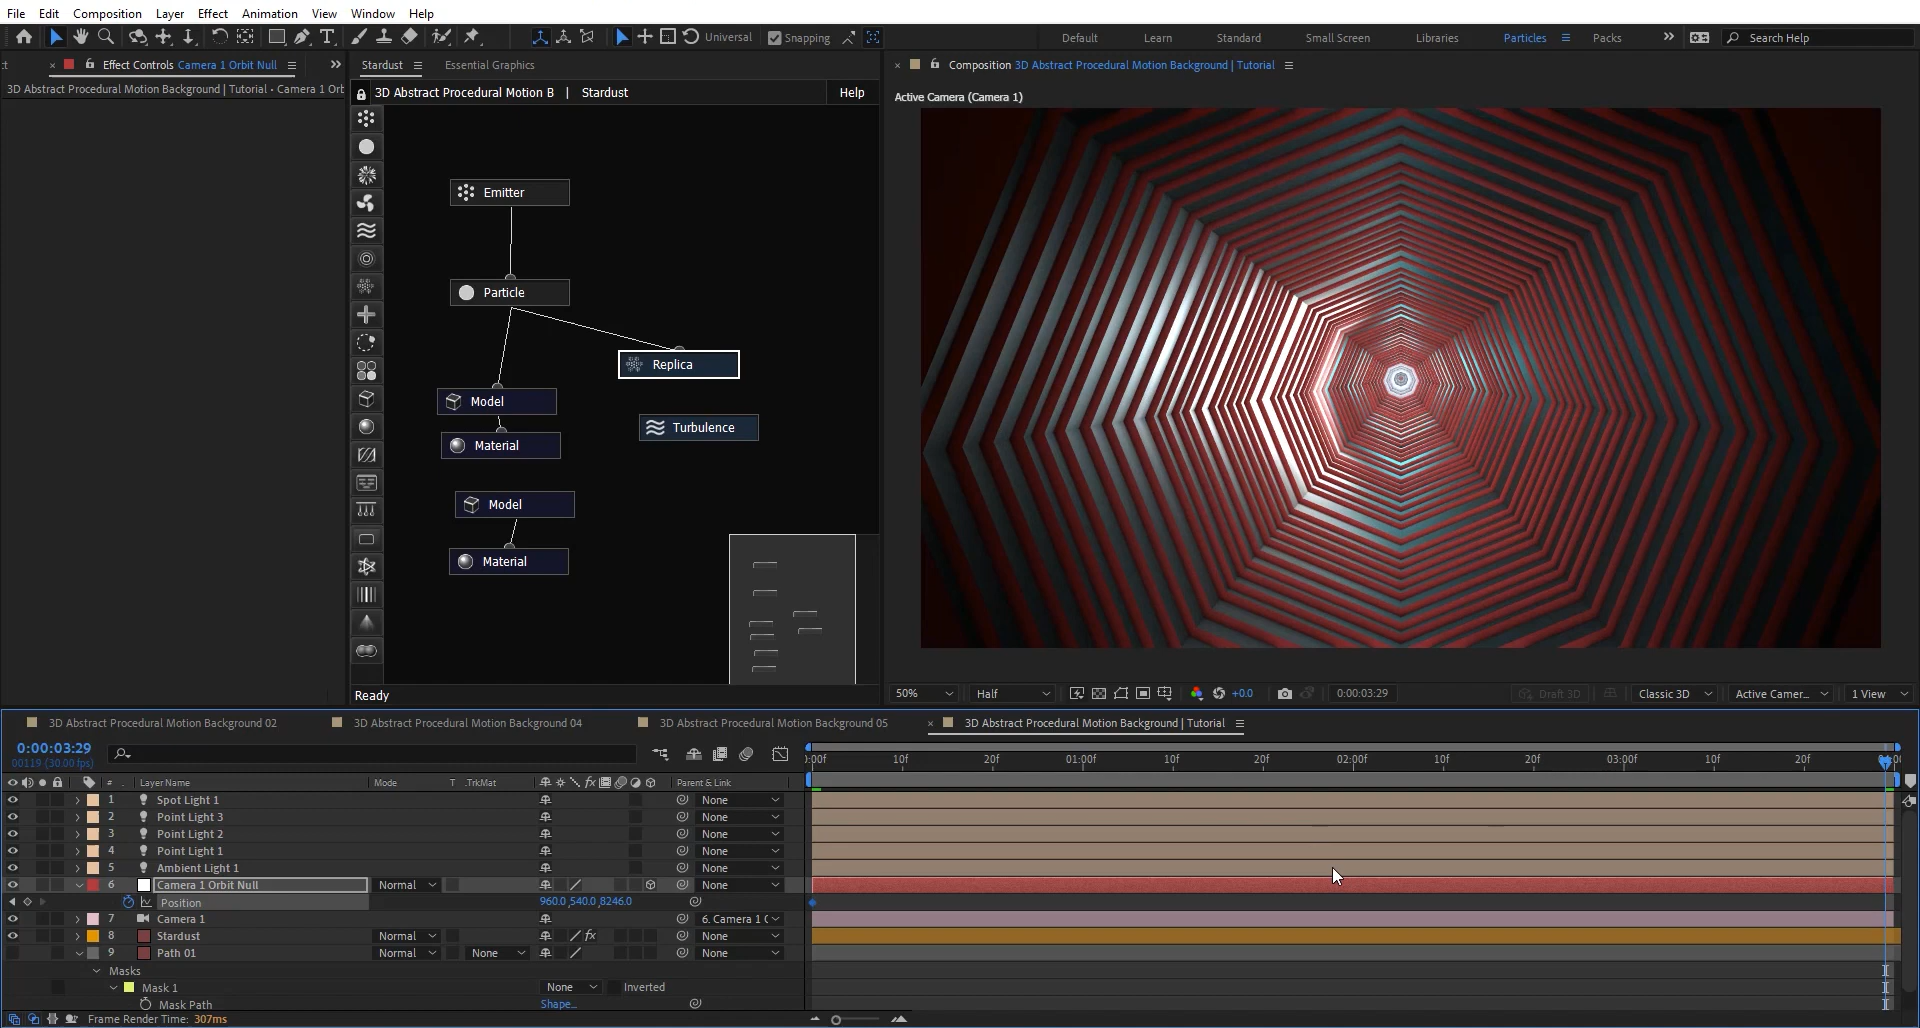 File Edit Composition Layer Effect Animation View Window Help
Universal Snapping Default Learn Standard Small Screen Libraries Particles Packs Search Help
Effect Controls Camera 1 Orbit Null
Stardust Essential Graphics
Composition 3D Abstract Procedural Motion Background | Tutorial
3D Abstract Procedural Motion Background | Tutorial • Camera 1 Orb
3D Abstract Procedural Motion B | Stardust Help
Active Camera (Camera 1)
Emitter
Particle
Replica
Model
Turbulence
Material
Model
Material
Ready
50% Half +0.0 0:00:03:29 Draft 3D Classic 3D Active Camer... 1 View
3D Abstract Procedural Motion Background 02
3D Abstract Procedural Motion Background 04
3D Abstract Procedural Motion Background 05
3D Abstract Procedural Motion Background | Tutorial
0:00:03:29
00119 (30.00 fps)
10f 20f 01:00f 10f 20f 02:00f 10f 20f 03:00f 10f 20f
# Layer Name Mode T .TrkMat fx Parent & Link
1 Spot Light 1 None
2 Point Light 3 None
3 Point Light 2 None
4 Point Light 1 None
5 Ambient Light 1 None
6 Camera 1 Orbit Null Normal None
Position 960.0,540.0,8246.0
7 Camera 1 6. Camera 1 (
8 Stardust Normal fx None
9 Path 01 Normal None None
Masks
Mask 1 None Inverted
Mask Path Shape...
Frame Render Time: 307ms